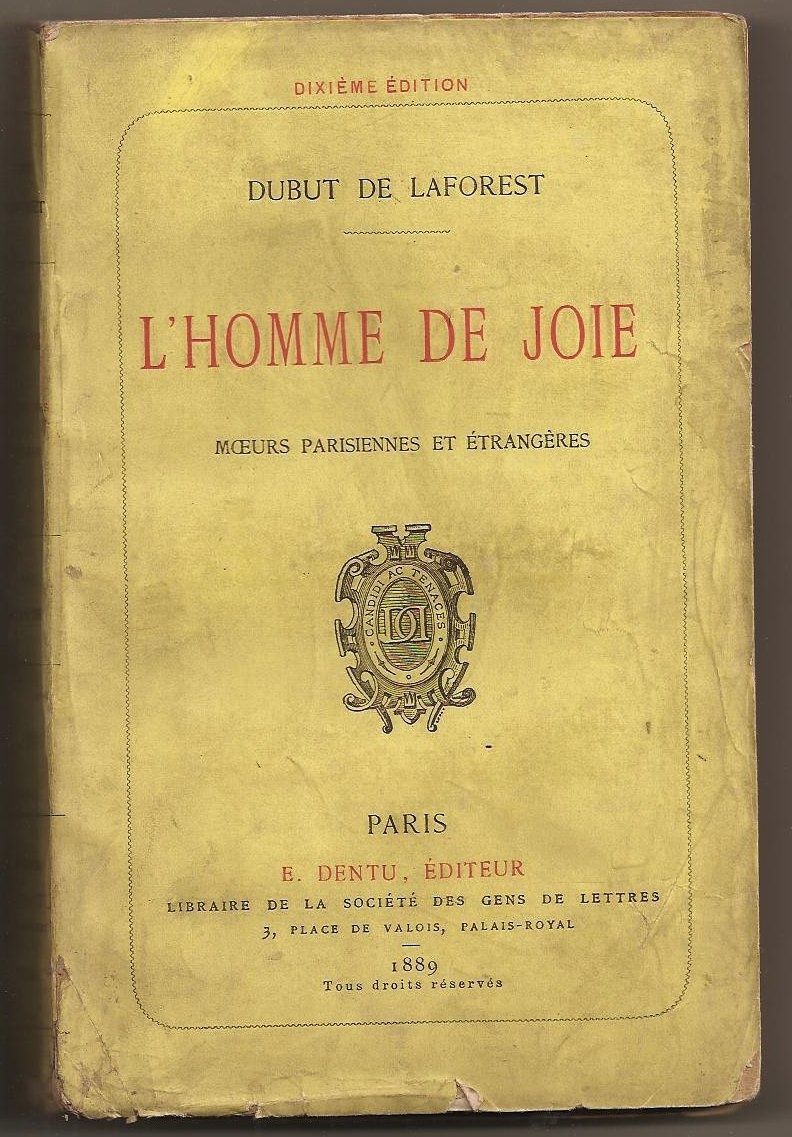 DIXIÈME ÉDITION
DUBUT DE LAFOREST
L'HOMME DE JOIE
MŒURS PARISIENNES ET ÉTRANGÈRES
CANDIDI AC TENACES
PARIS
E. DENTU, ÉDITEUR
LIBRAIRE DE LA SOCIÉTÉ DES GENS DE LETTRES
3, PLACE DE VALOIS, PALAIS-ROYAL
1889
Tous droits réservés